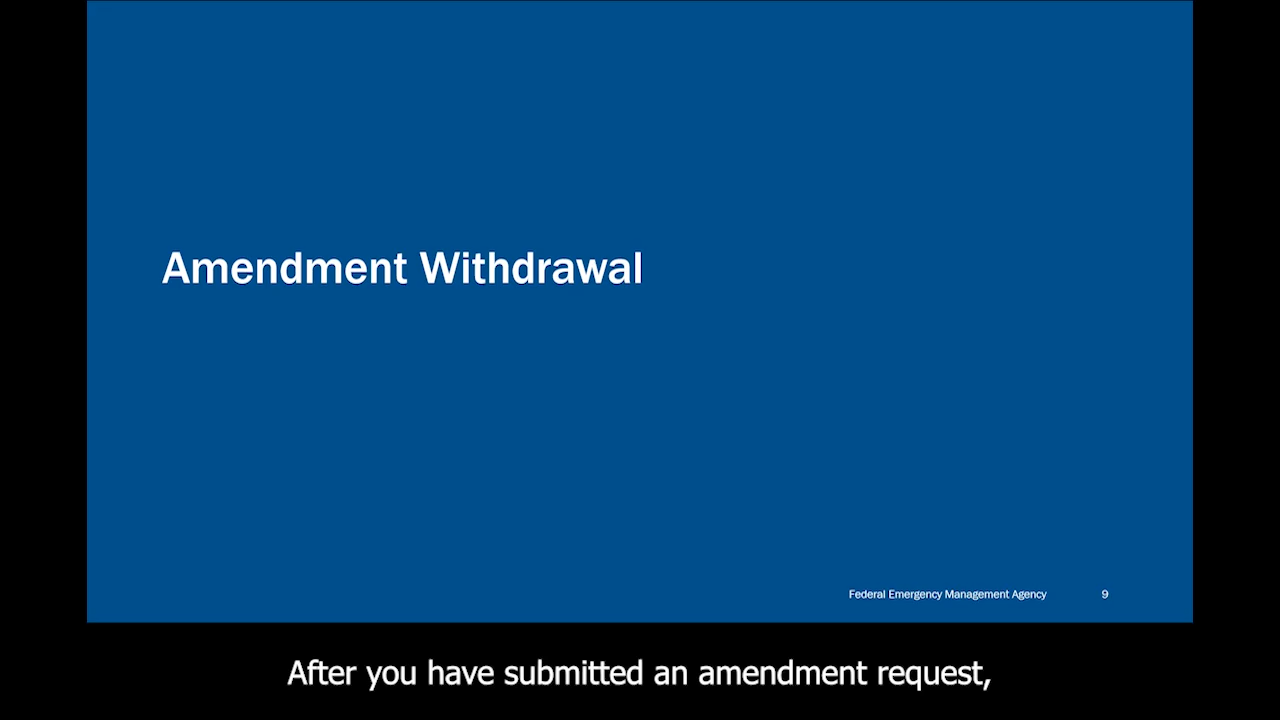 Amendment Withdrawal
Federal Emergency Management Agency 9
After you have submitted an amendment request,